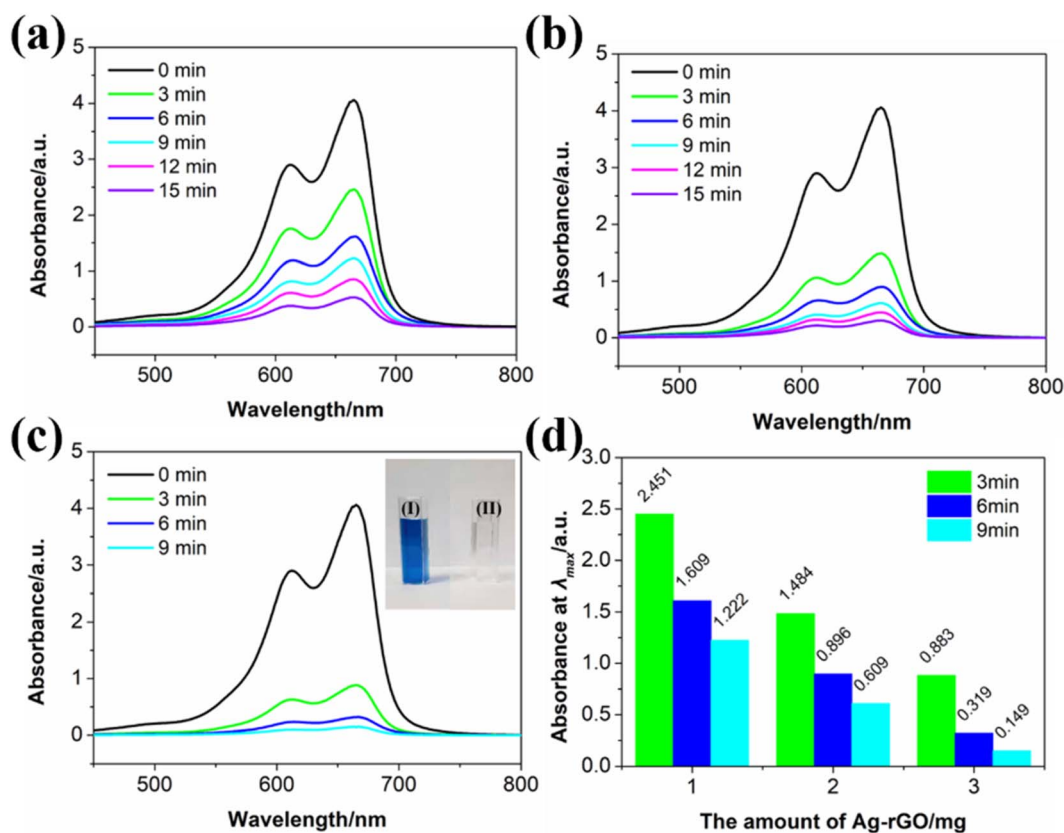 (a)
5
4
3
2
1
0
Absorbance/a.u.
0 min
3 min
6 min
9 min
12 min
15 min
500 600 700 800
Wavelength/nm
(b)
5
4
3
2
1
0
Absorbance/a.u.
0 min
3 min
6 min
9 min
12 min
15 min
500 600 700 800
Wavelength/nm
(c)
5
4
3
2
1
0
Absorbance/a.u.
0 min
3 min
6 min
9 min
(I) (II)
500 600 700 800
Wavelength/nm
(d)
3.0
2.5
2.0
1.5
1.0
0.5
0.0
Absorbance at λmax/a.u.
3min
6min
9min
2.451
1.609
1.222
1.484
0.896
0.609
0.883
0.319
0.149
1 2 3
The amount of Ag-rGO/mg